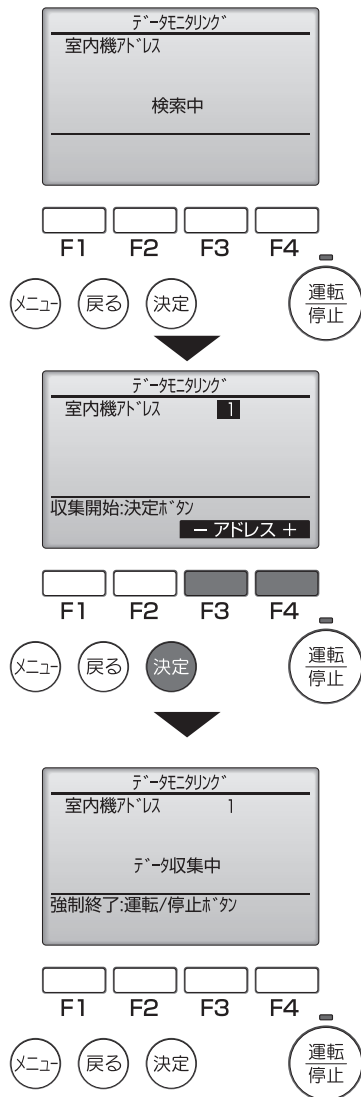 データモニタリング
室内機アドレス
検索中
F1 F2 F3 F4
メニュー 戻る 決定 運転
停止
データモニタリング
室内機アドレス 1
収集開始:決定ボタン
− アドレス +
F1 F2 F3 F4
メニュー 戻る 決定 運転
停止
データモニタリング
室内機アドレス 1
データ収集中
強制終了:運転/停止ボタン
F1 F2 F3 F4
メニュー 戻る 決定 運転
停止